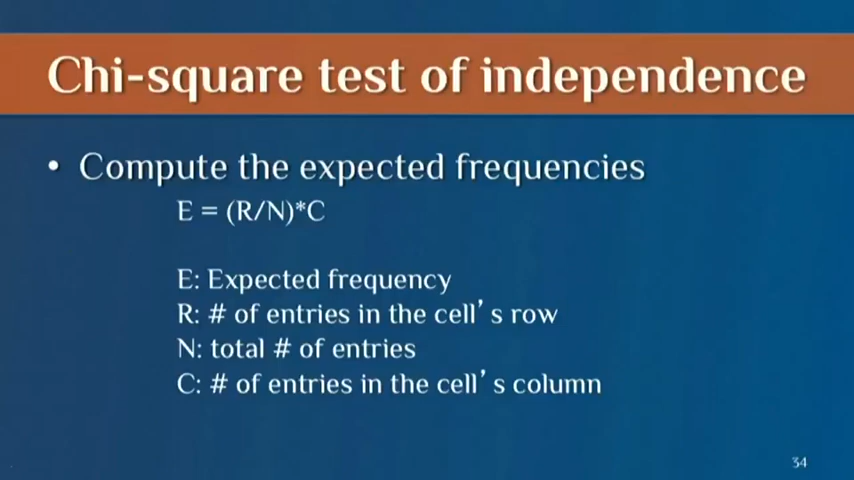 Chi-square test of independence
• Compute the expected frequencies
E = (R/N)*C
E: Expected frequency
R: # of entries in the cell's row
N: total # of entries
C: # of entries in the cell's column
34